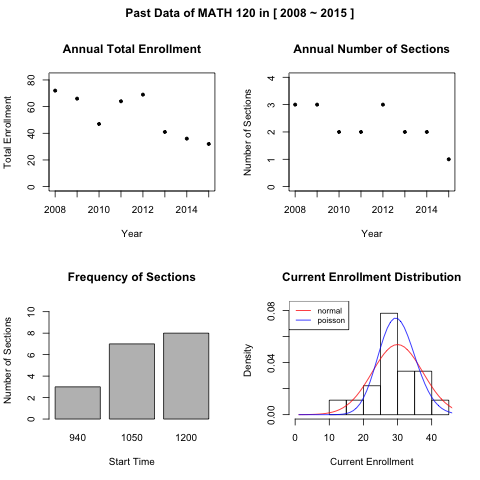 Past Data of MATH 120 in [ 2008 ~ 2015 ]
Annual Total Enrollment
Total Enrollment
80
60
40
20
0
2008 2010 2012 2014
Year
Annual Number of Sections
Number of Sections
4
3
2
1
0
2008 2010 2012 2014
Year
Frequency of Sections
Number of Sections
10
8
6
4
2
0
940 1050 1200
Start Time
Current Enrollment Distribution
normal
poisson
Density
0.08
0.04
0.00
0 10 20 30 40
Current Enrollment